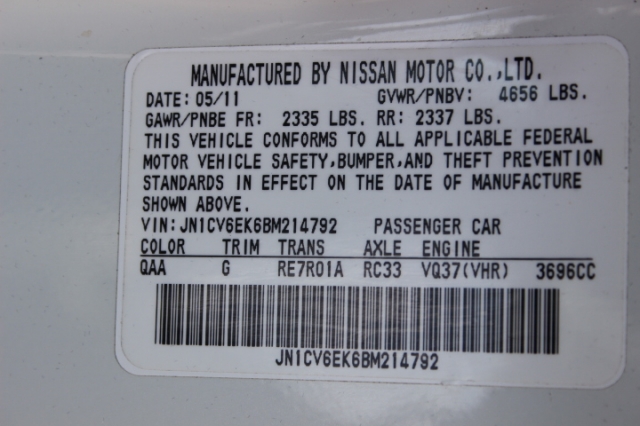 MANUFACTURED BY NISSAN MOTOR CO.,LTD.
DATE: 05/11 GVWR/PNBV: 4656 LBS.
GAWR/PNBE FR: 2335 LBS. RR: 2337 LBS.
THIS VEHICLE CONFORMS TO ALL APPLICABLE FEDERAL
MOTOR VEHICLE SAFETY,BUMPER,AND THEFT PREVENTION
STANDARDS IN EFFECT ON THE DATE OF MANUFACTURE
SHOWN ABOVE.
VIN: JN1CV6EK6BM214792 PASSENGER CAR
COLOR TRIM TRANS AXLE ENGINE
QAA G RE7R01A RC33 VQ37(VHR) 3696CC
JN1CV6EK6BM214792